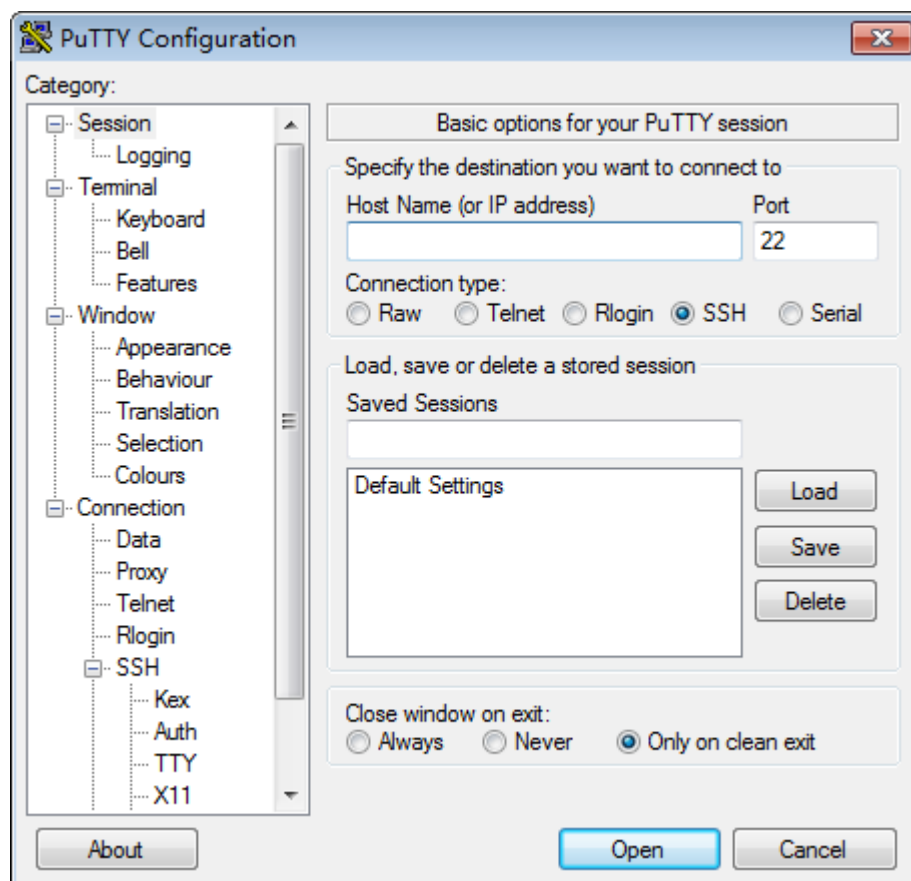 PuTTY Configuration
Category:
Session
Logging
Terminal
Keyboard
Bell
Features
Window
Appearance
Behaviour
Translation
Selection
Colours
Connection
Data
Proxy
Telnet
Rlogin
SSH
Kex
Auth
TTY
X11
Basic options for your PuTTY session
Specify the destination you want to connect to
Host Name (or IP address) Port
22
Connection type:
Raw Telnet Rlogin SSH Serial
Load, save or delete a stored session
Saved Sessions
Default Settings
Load
Save
Delete
Close window on exit:
Always Never Only on clean exit
About Open Cancel